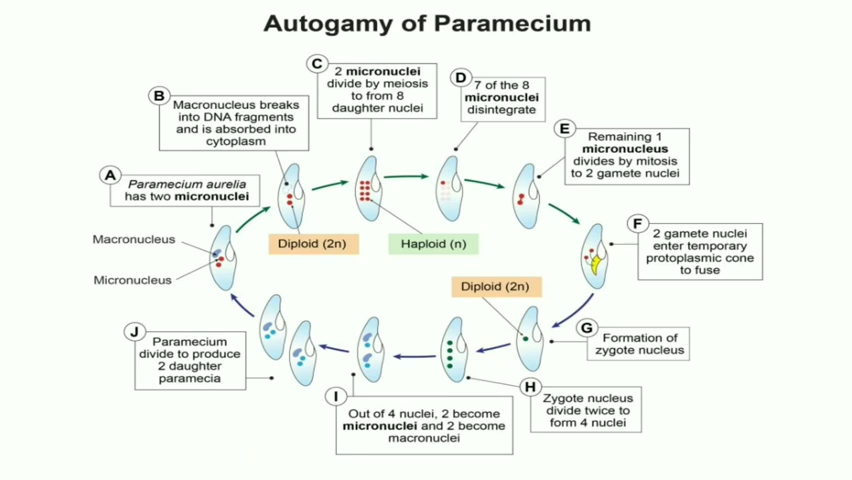 Autogamy of Paramecium
A
Paramecium aurelia
has two micronuclei
B
Macronucleus breaks
into DNA fragments
and is absorbed into
cytoplasm
C
2 micronuclei
divide by meiosis
to from 8
daughter nuclei
D
7 of the 8
micronuclei
disintegrate
E
Remaining 1
micronucleus
divides by mitosis
to 2 gamete nuclei
F
2 gamete nuclei
enter temporary
protoplasmic cone
to fuse
Macronucleus
Micronucleus
Diploid (2n)
Haploid (n)
Diploid (2n)
G
Formation of
zygote nucleus
H
Zygote nucleus
divide twice to
form 4 nuclei
I
Out of 4 nuclei, 2 become
micronuclei and 2 become
macronuclei
J
Paramecium
divide to produce
2 daughter
paramecia